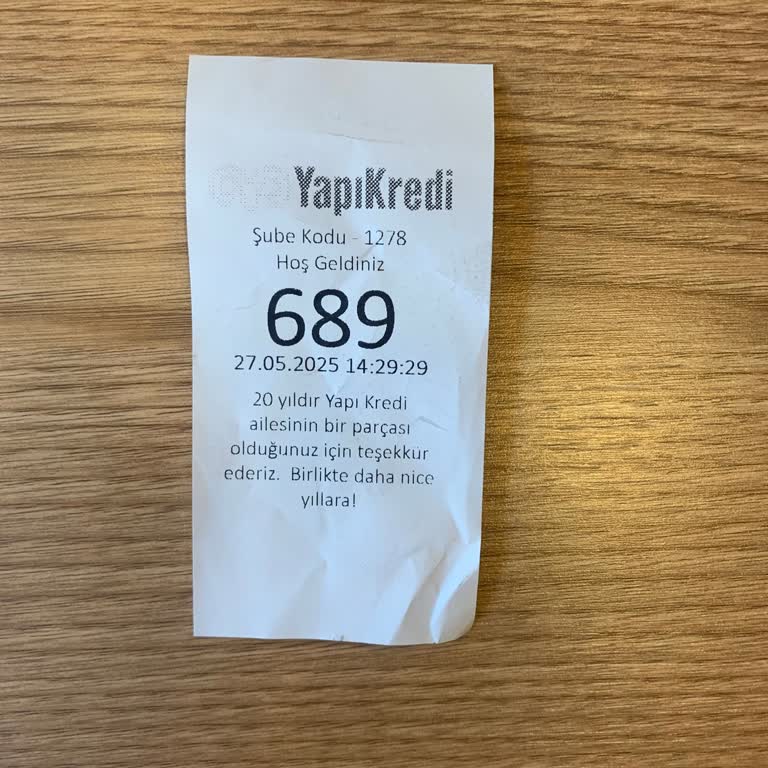 YapıKredi
Şube Kodu - 1278
Hoş Geldiniz
689
27.05.2025 14:29:29
20 yıldır Yapı Kredi
ailesinin bir parçası
olduğunuz için teşekkür
ederiz. Birlikte daha nice
yıllara!